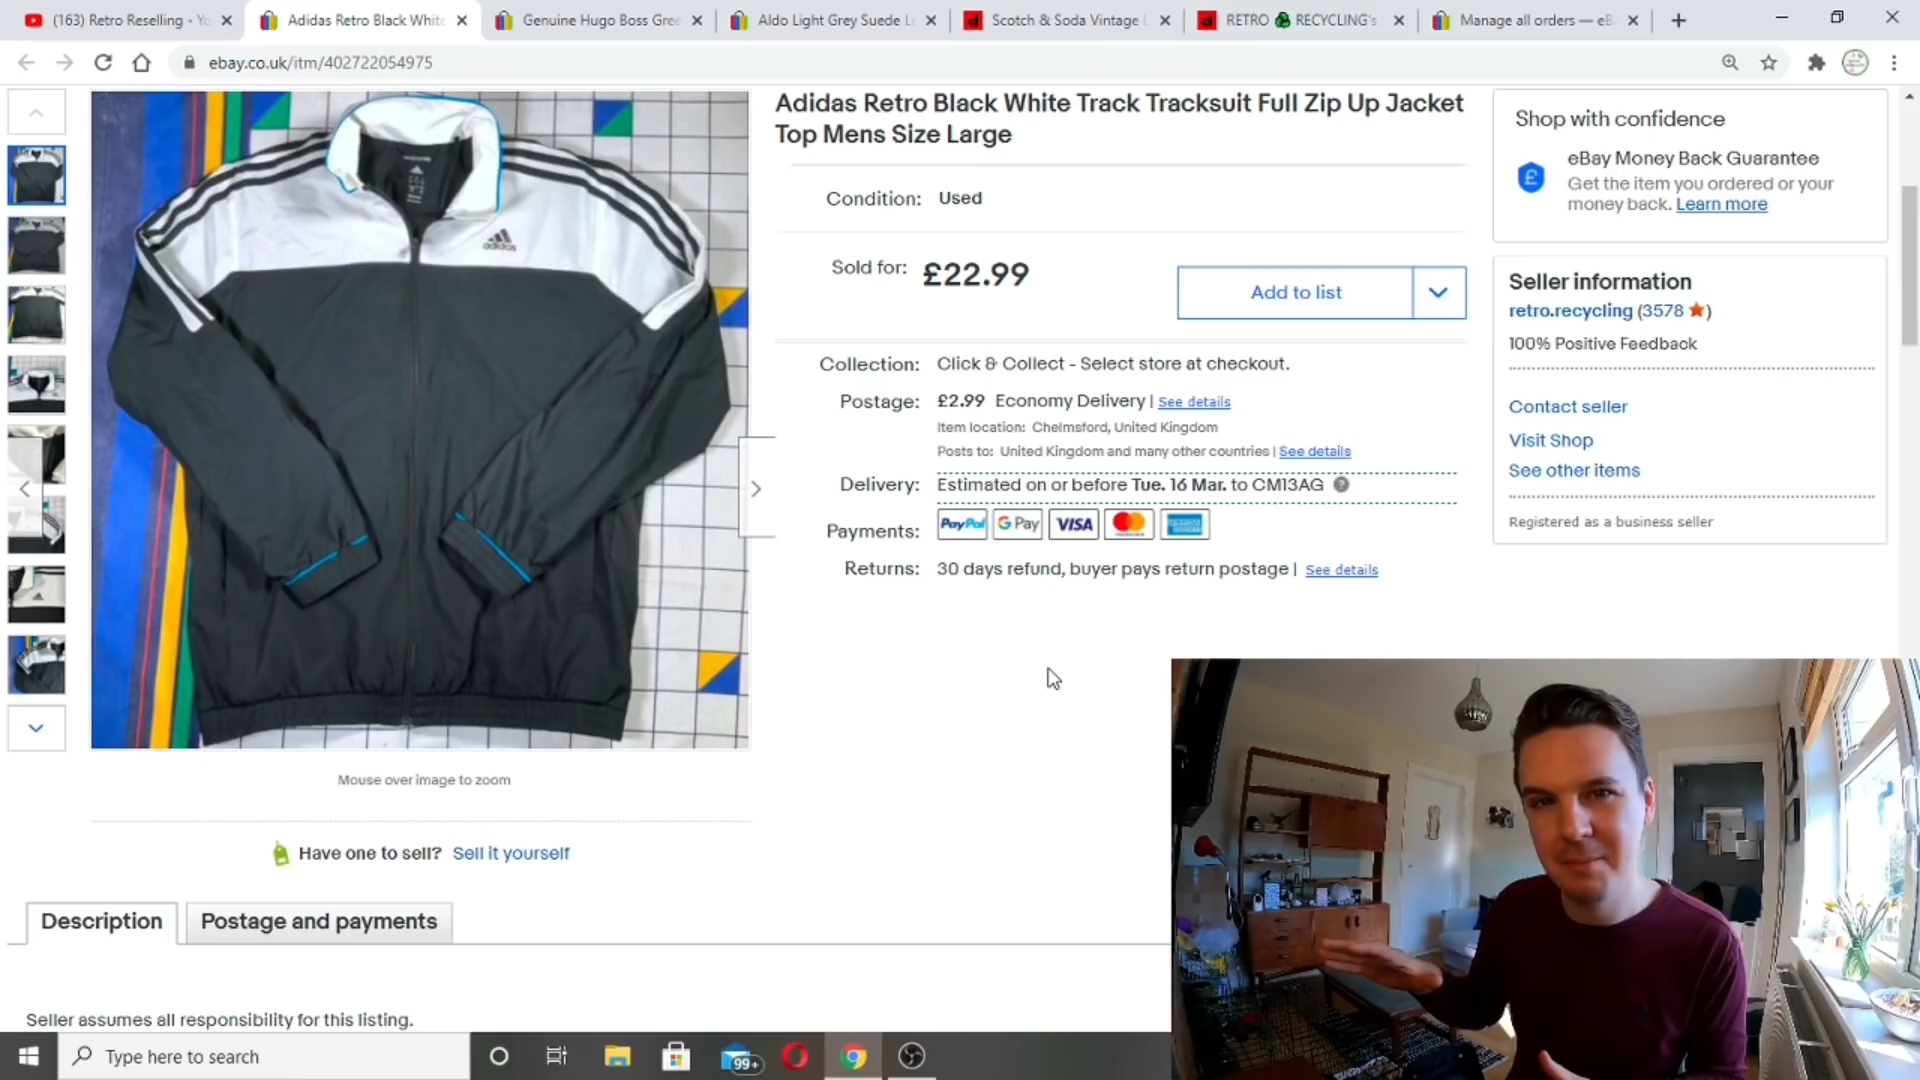 (163) Retro Reselling - Yo
Adidas Retro Black White
Genuine Hugo Boss Gree
Aldo Light Grey Suede L
Scotch & Soda Vintage L
RETRO RECYCLING's
Manage all orders — eB
ebay.co.uk/itm/402722054975
Adidas Retro Black White Track Tracksuit Full Zip Up Jacket
Top Mens Size Large
Condition: Used
Sold for: £22.99
Add to list
Collection: Click & Collect - Select store at checkout.
Postage: £2.99 Economy Delivery | See details
Item location: Chelmsford, United Kingdom
Posts to: United Kingdom and many other countries | See details
Delivery: Estimated on or before Tue. 16 Mar. to CM13AG
Payments: PayPal G Pay VISA
Returns: 30 days refund, buyer pays return postage | See details
Shop with confidence
eBay Money Back Guarantee
Get the item you ordered or your
money back. Learn more
Seller information
retro.recycling (3578)
100% Positive Feedback
Contact seller
Visit Shop
See other items
Registered as a business seller
adidas
Mouse over image to zoom
Have one to sell? Sell it yourself
Description
Postage and payments
Seller assumes all responsibility for this listing.
Type here to search
99+